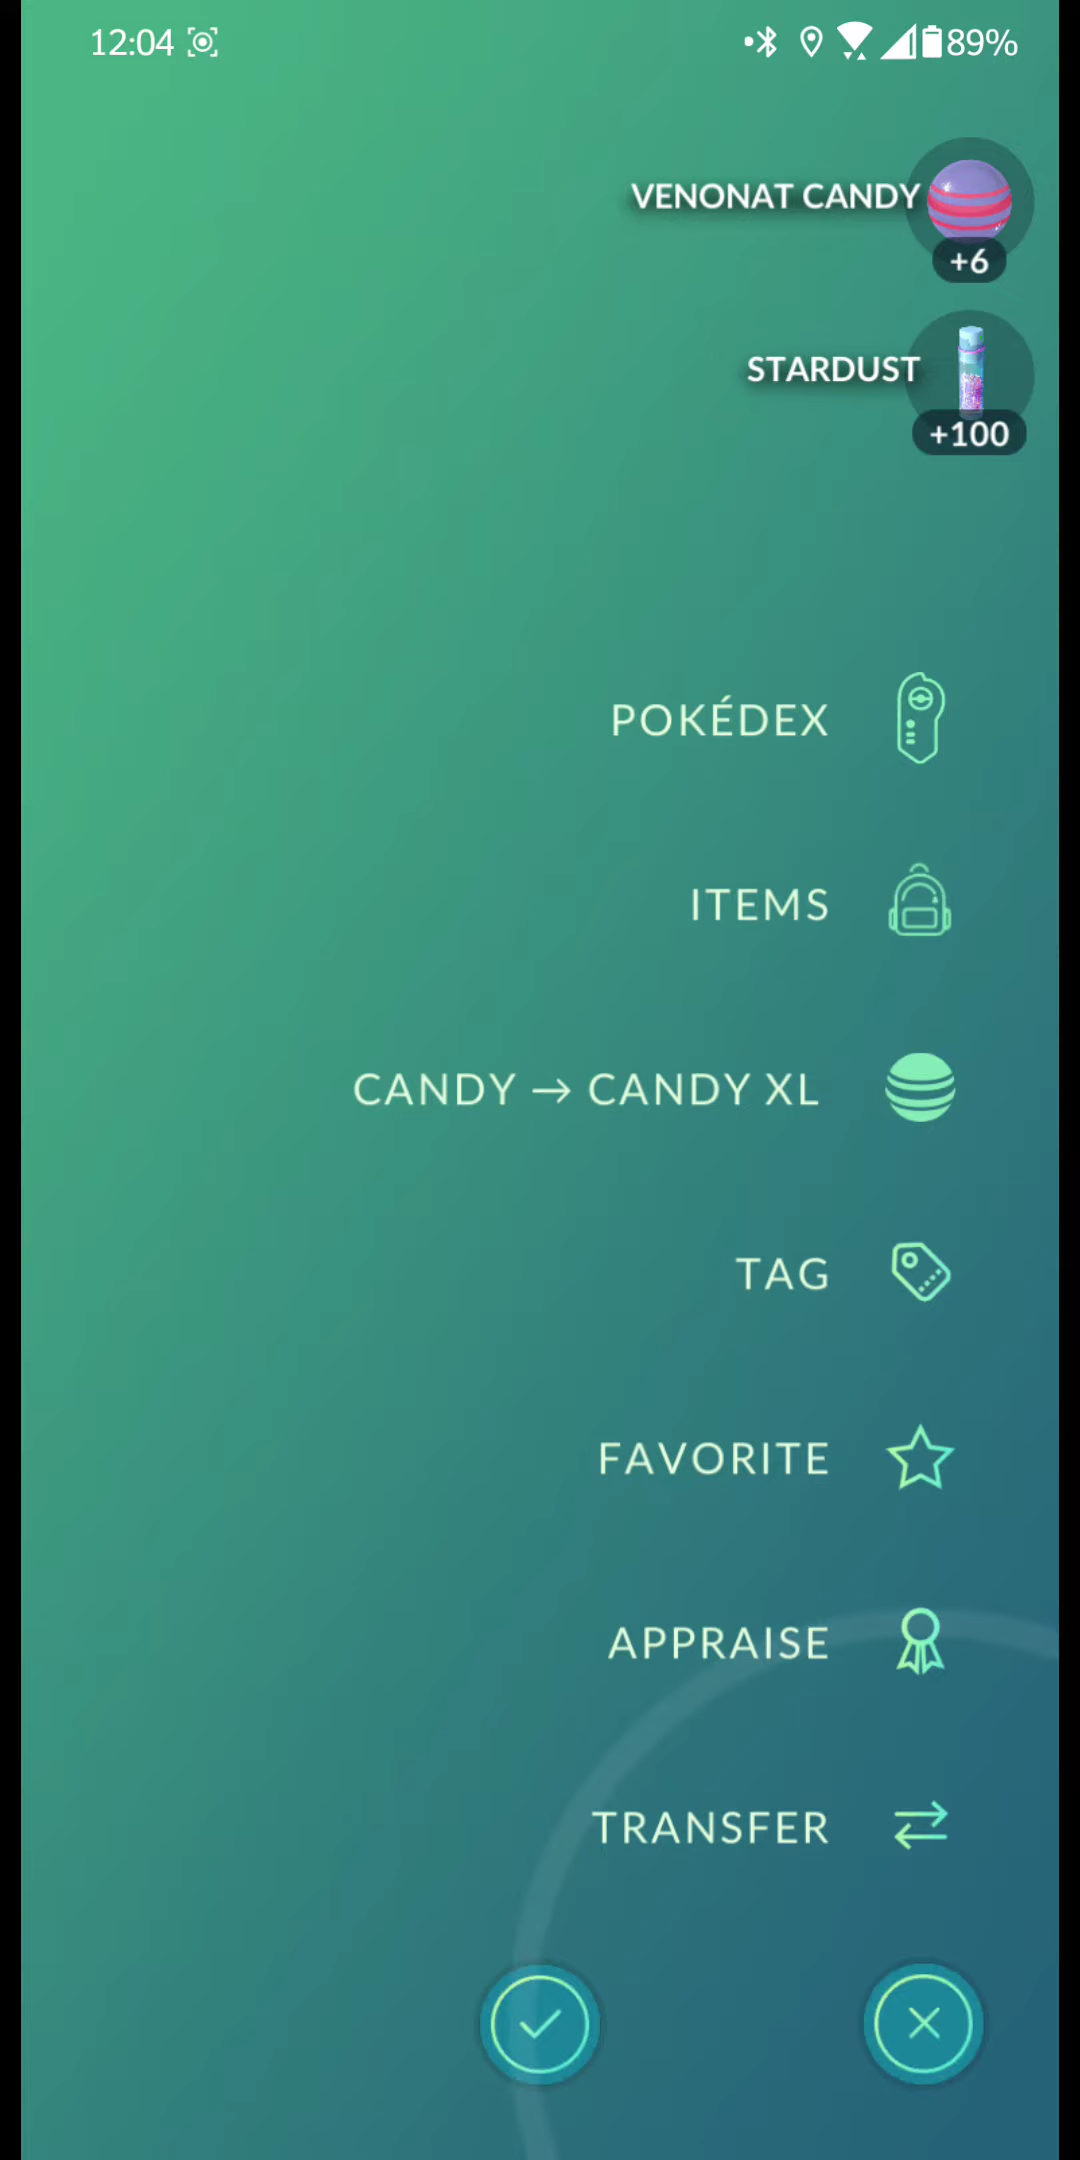 12:04 89%
VENONAT CANDY
+6
STARDUST
+100
POKÉDEX
ITEMS
CANDY → CANDY XL
TAG
FAVORITE
APPRAISE
TRANSFER